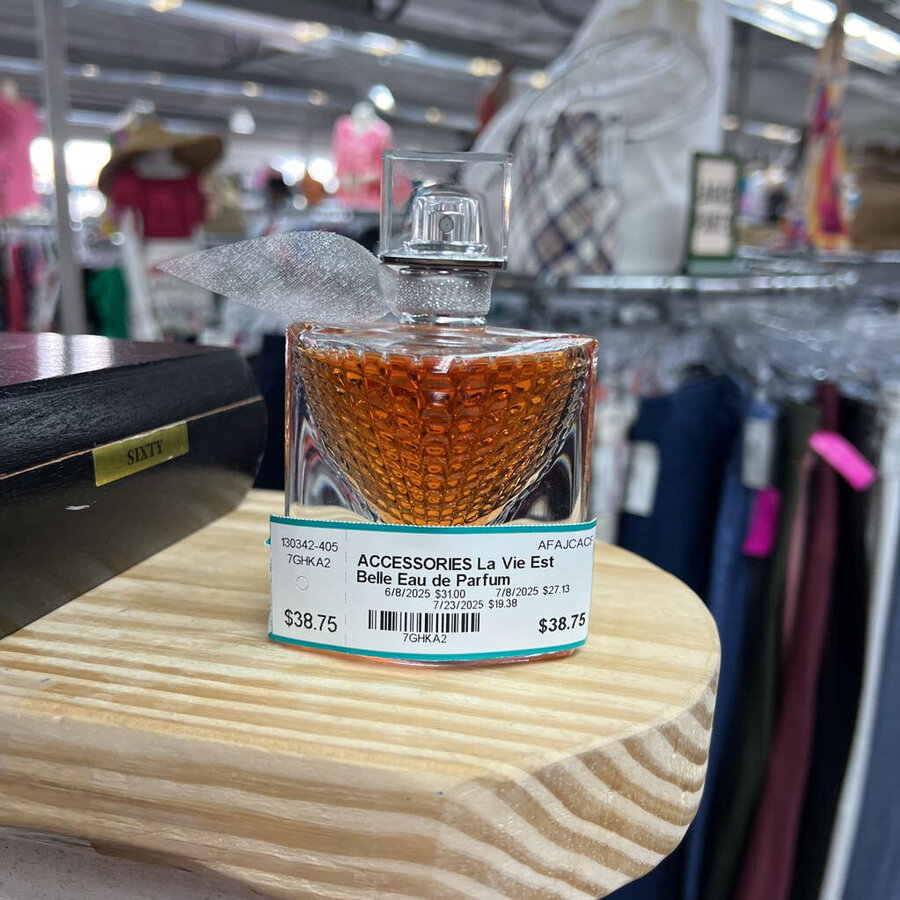 SIXTY
130342-405
7GHKA2
$38.75
AFAJCACF
ACCESSORIES La Vie Est
Belle Eau de Parfum
6/8/2025 $31.00 7/8/2025 $27.13
7/23/2025 $19.38
7GHKA2
$38.75